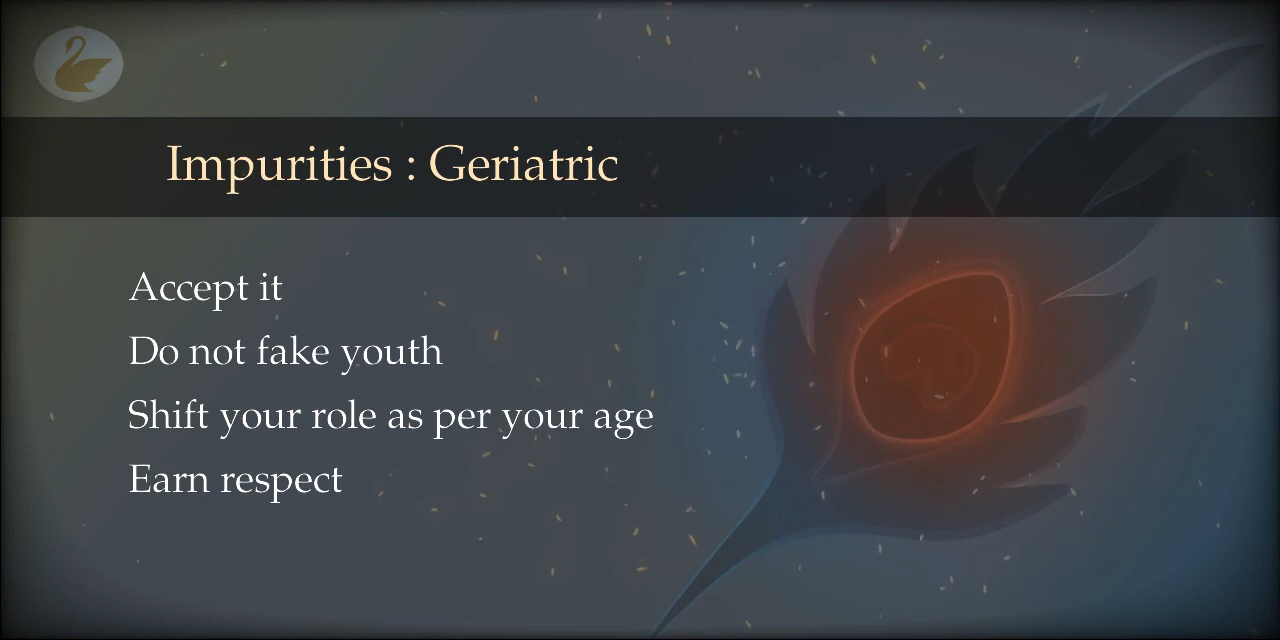 Impurities : Geriatric
Accept it
Do not fake youth
Shift your role as per your age
Earn respect